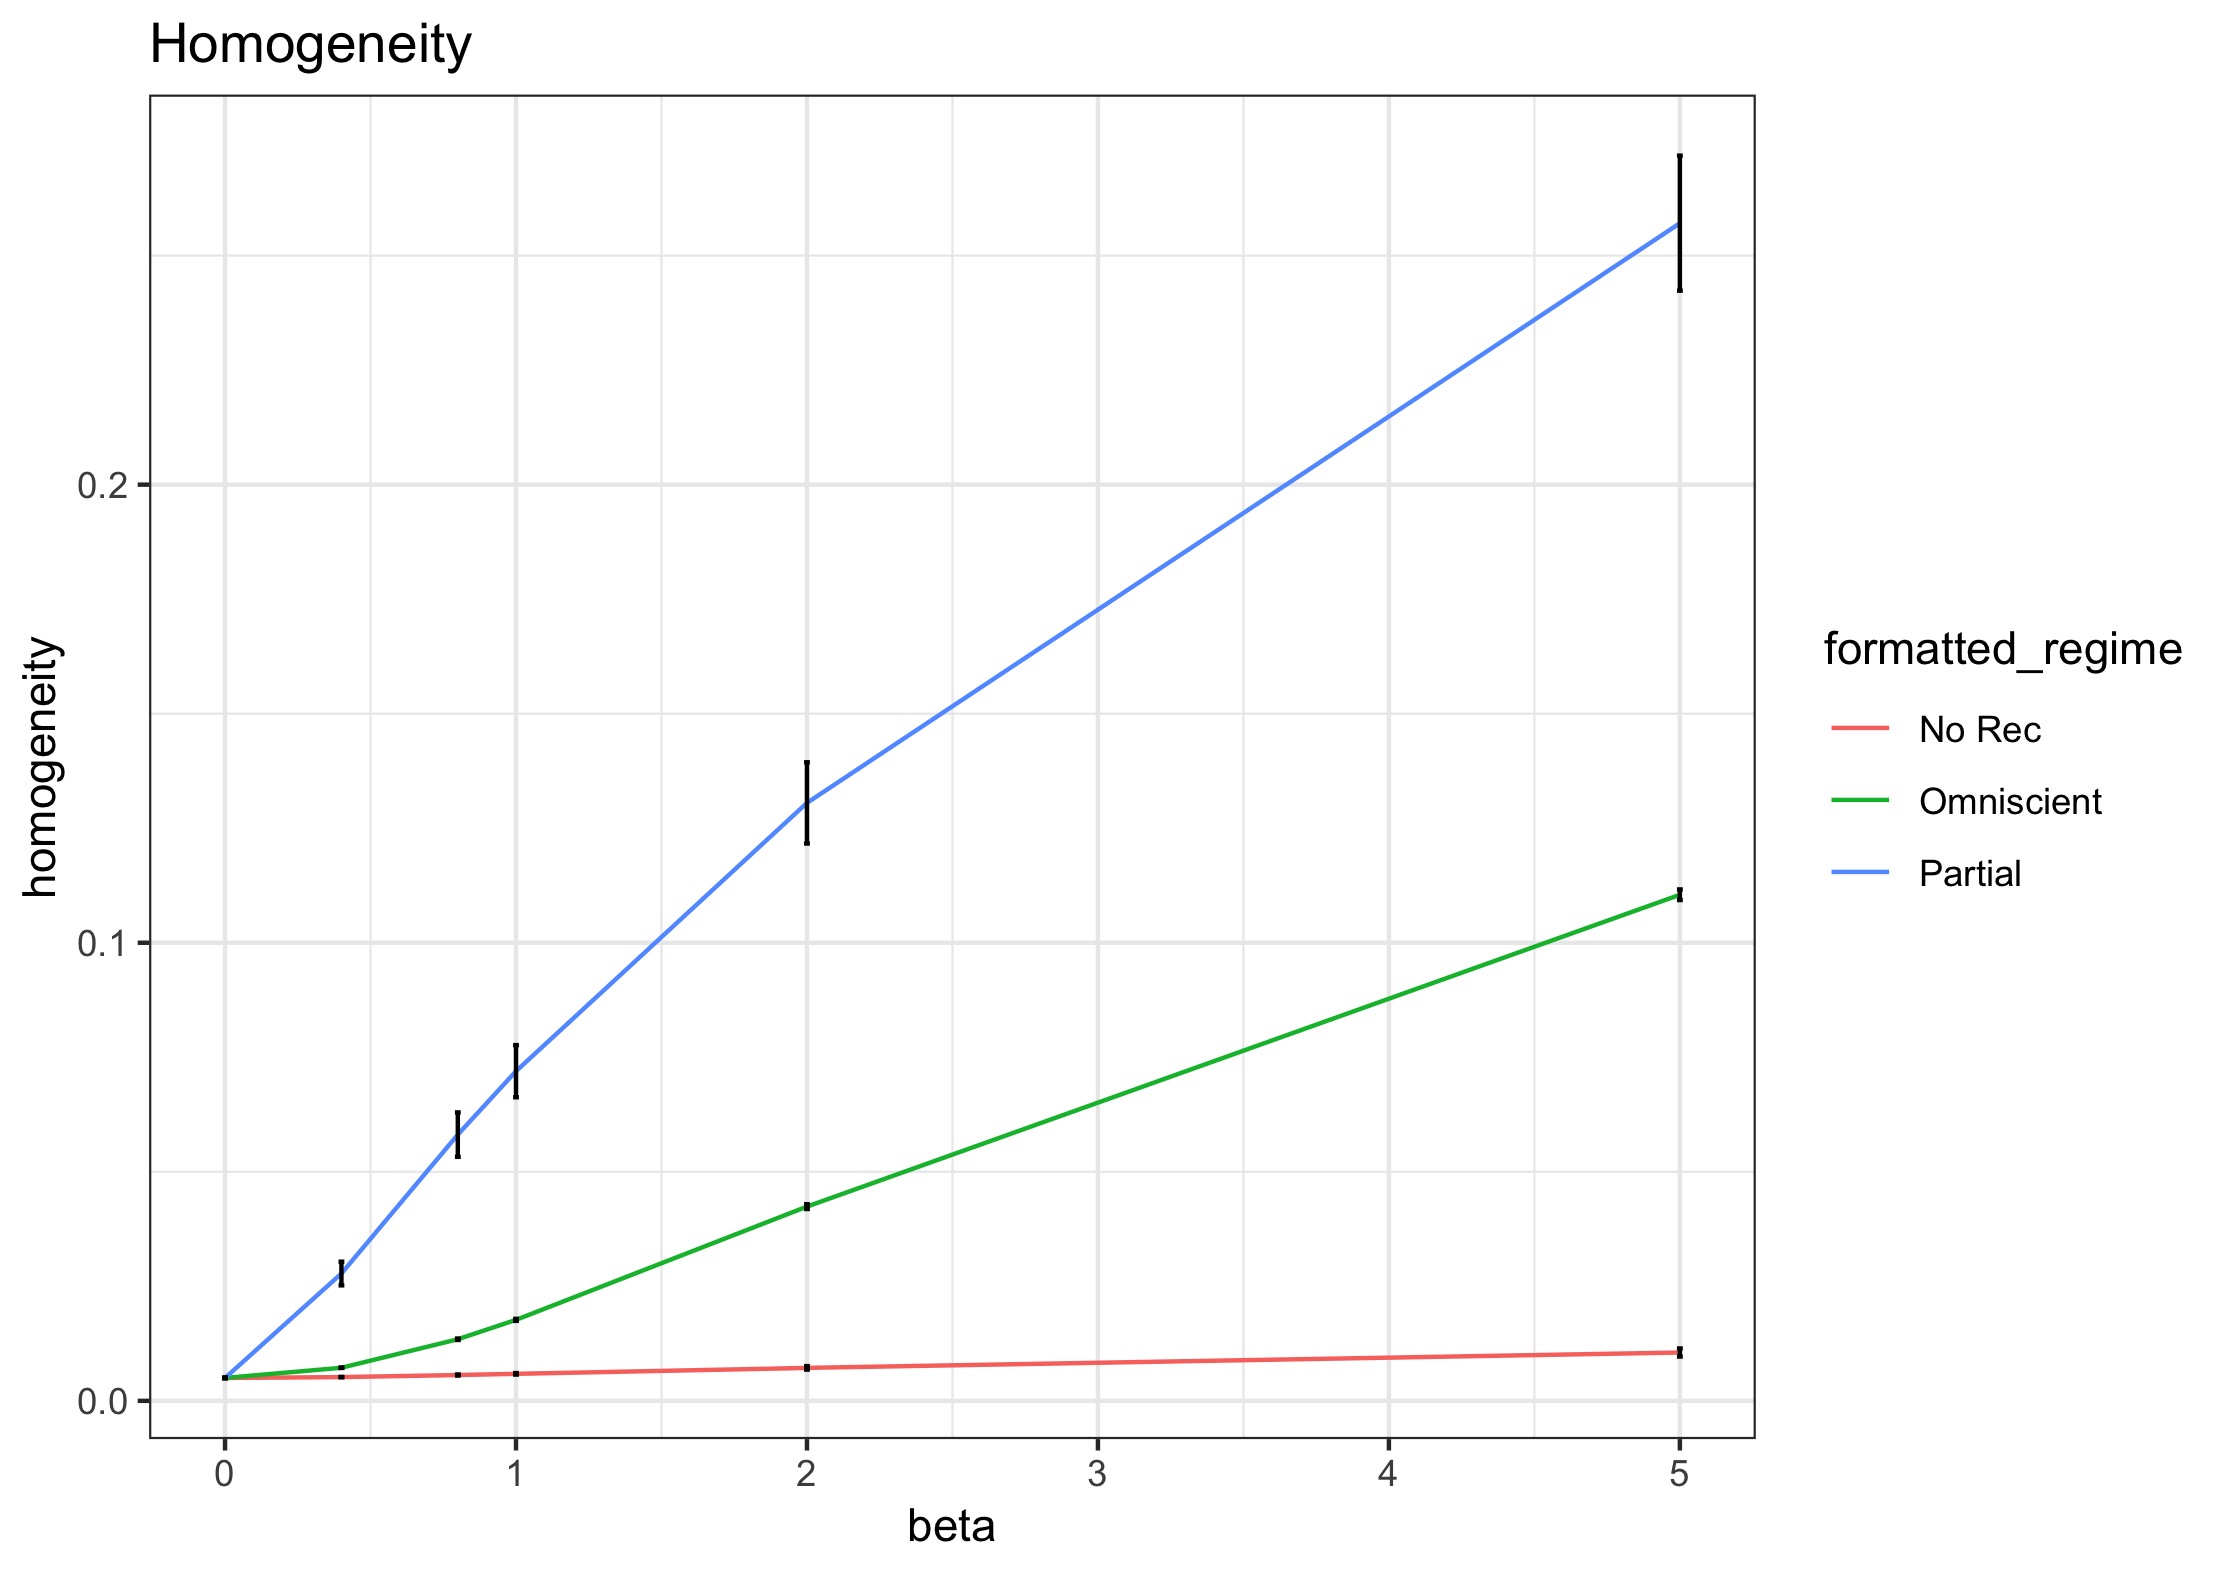 Homogeneity
homogeneity
0.2
0.1
0.0
0 1 2 3 4 5
beta
formatted_regime
No Rec
Omniscient
Partial